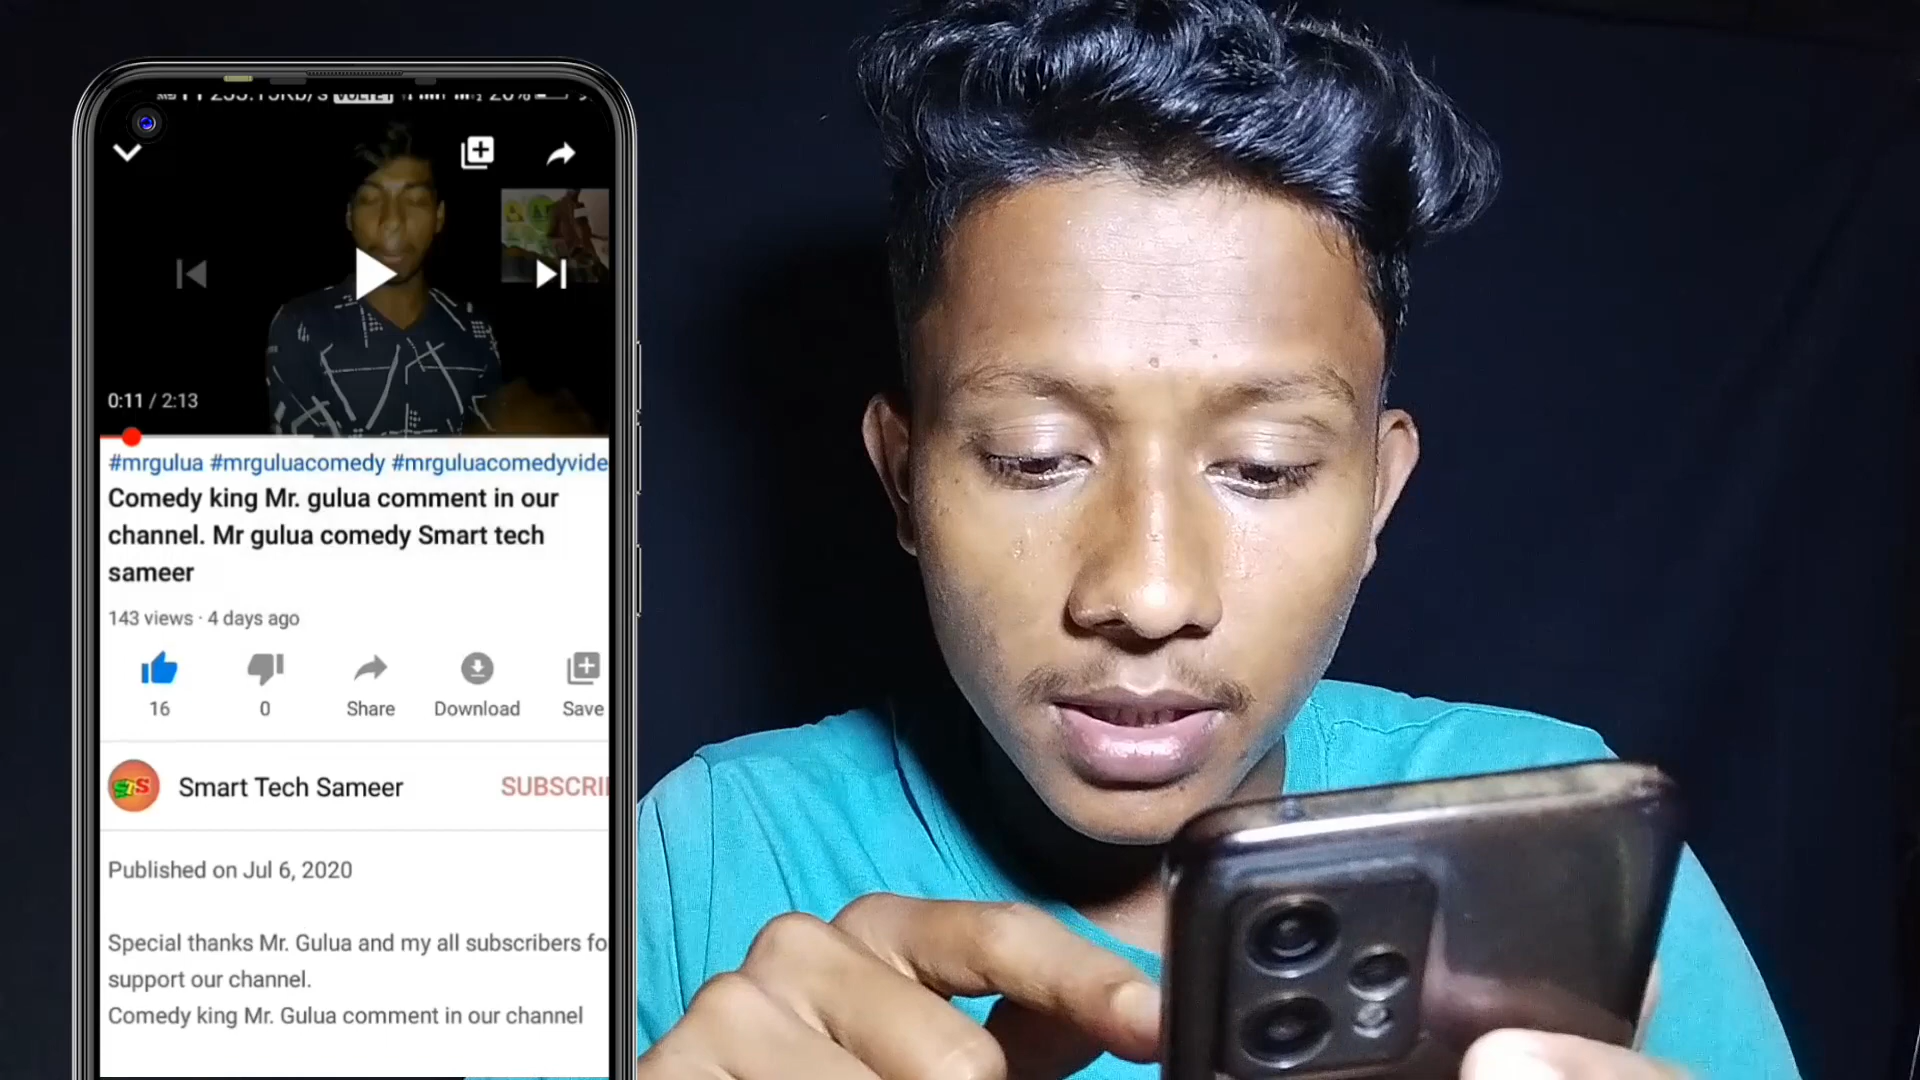 0:11 / 2:13
#mrgulua #mrguluacomedy #mrguluacomedyvide
Comedy king Mr. gulua comment in our
channel. Mr gulua comedy Smart tech
sameer
143 views · 4 days ago
16 0 Share Download Save
STS Smart Tech Sameer SUBSCRI
Published on Jul 6, 2020
Special thanks Mr. Gulua and my all subscribers fo
support our channel.
Comedy king Mr. Gulua comment in our channel